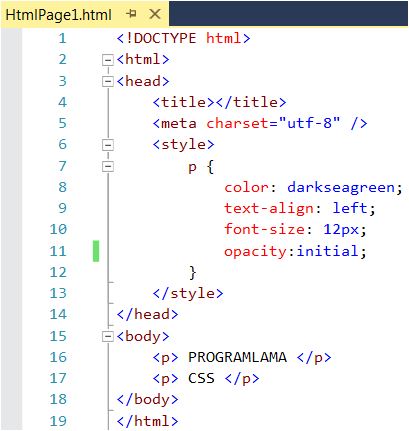 HtmlPage1.html
1 <!DOCTYPE html>
2 <html>
3 <head>
4 <title></title>
5 <meta charset="utf-8" />
6 <style>
7 p {
8 color: darkseagreen;
9 text-align: left;
10 font-size: 12px;
11 opacity:initial;
12 }
13 </style>
14 </head>
15 <body>
16 <p> PROGRAMLAMA </p>
17 <p> CSS </p>
18 </body>
19 </html>